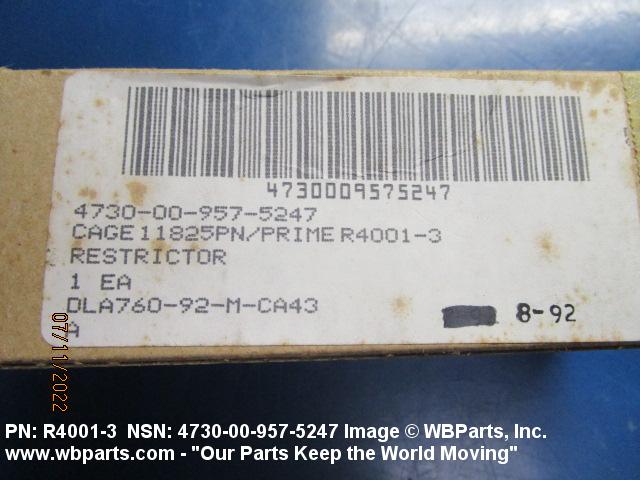 4730009575247
4730-00-957-5247
CAGE 11825PN/PRIME R4001-3
RESTRICTOR
1 EA
DLA760-92-M-CA43
8-92
A
07/11/2022
PN: R4001-3 NSN: 4730-00-957-5247 Image © WBParts, Inc.
www.wbparts.com - "Our Parts Keep the World Moving"